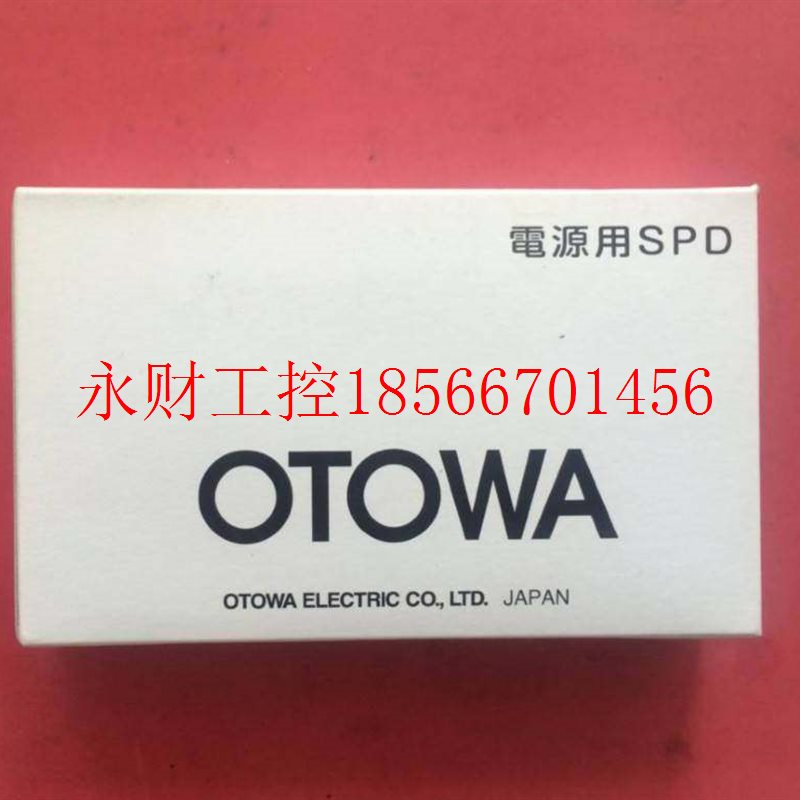 電源用SPD
永财工控18566701456
OTOWA
OTOWA ELECTRIC CO., LTD. JAPAN